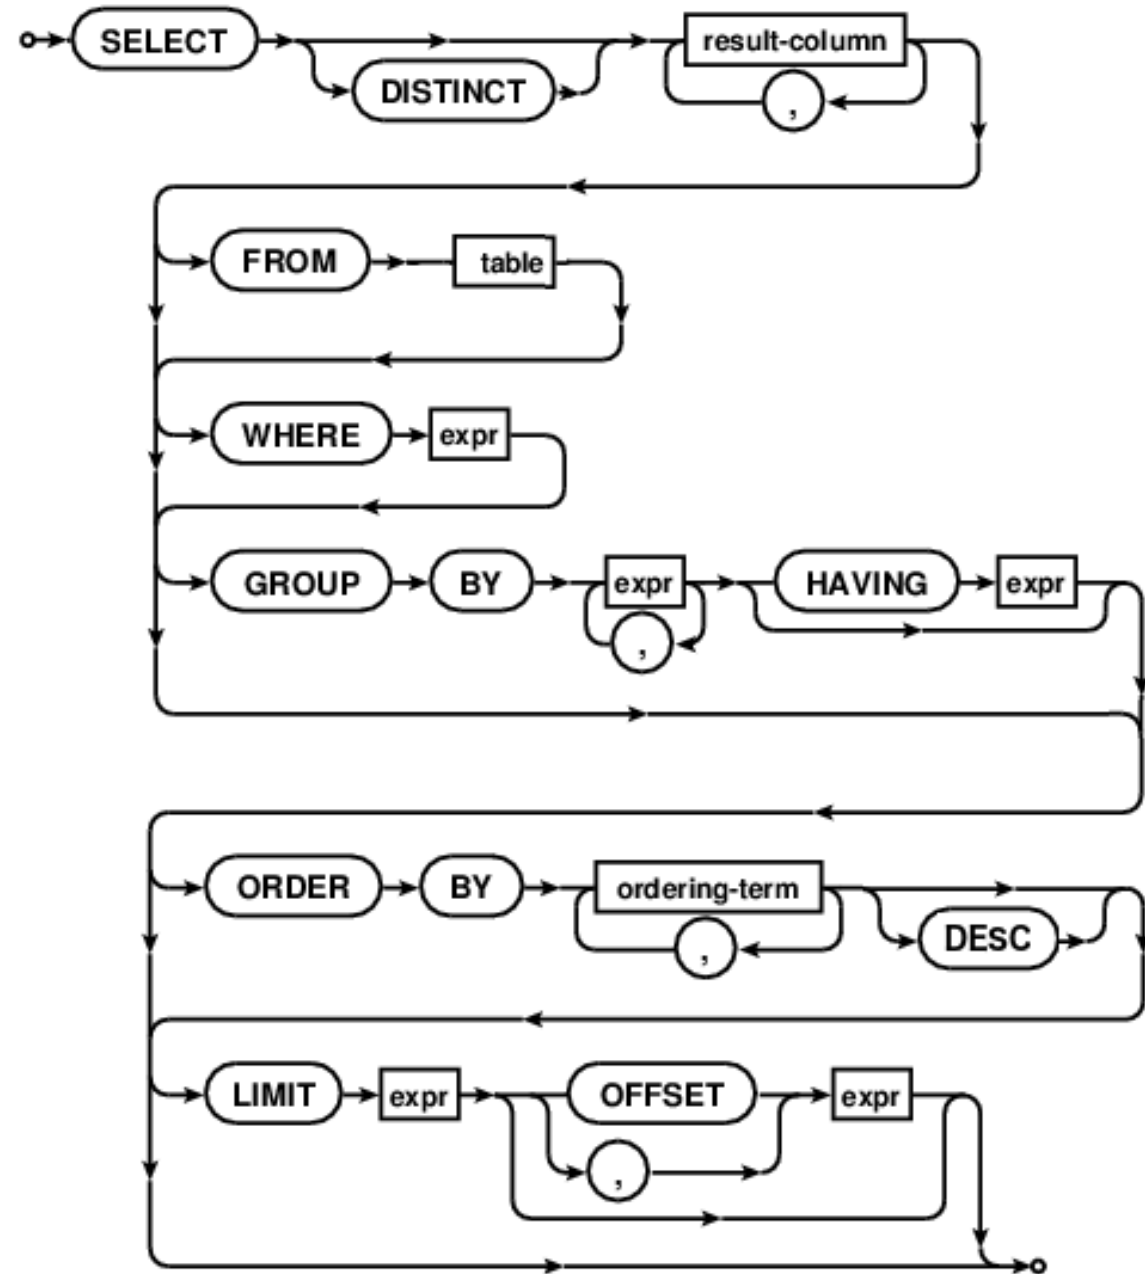 SELECT result-column
DISTINCT
,
FROM table
WHERE expr
GROUP BY expr HAVING expr
,
ORDER BY ordering-term
DESC
,
LIMIT expr OFFSET expr
,